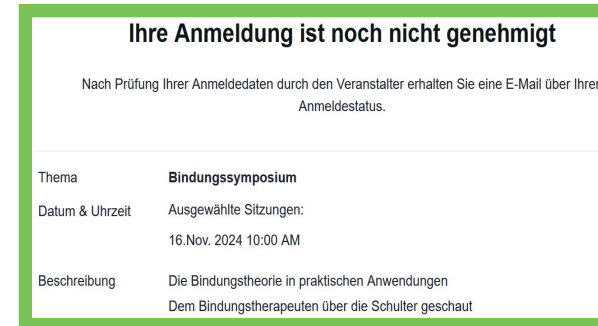 Ihre Anmeldung ist noch nicht genehmigt
Nach Prüfung Ihrer Anmeldedaten durch den Veranstalter erhalten Sie eine E-Mail über Ihren
Anmeldestatus.
Thema Bindungssymposium
Datum & Uhrzeit Ausgewählte Sitzungen:
16.Nov. 2024 10:00 AM
Beschreibung Die Bindungstheorie in praktischen Anwendungen
Dem Bindungstherapeuten über die Schulter geschaut